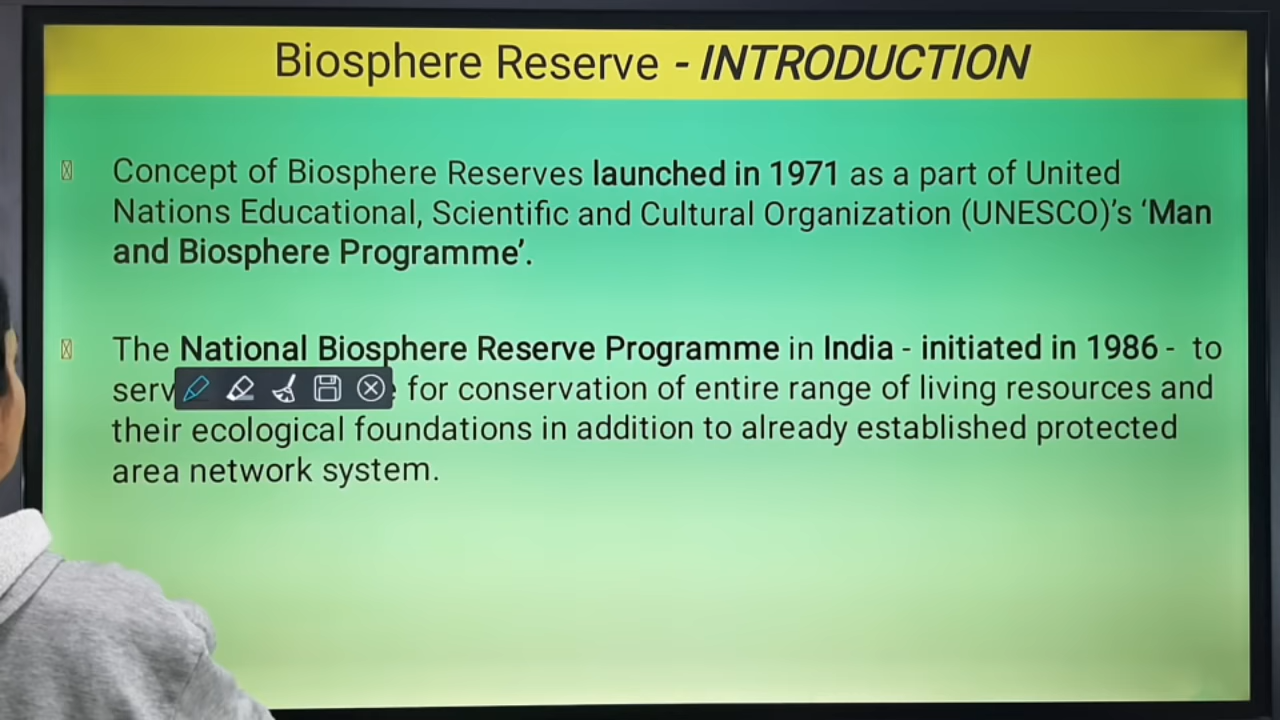 Biosphere Reserve - INTRODUCTION
Concept of Biosphere Reserves launched in 1971 as a part of United
Nations Educational, Scientific and Cultural Organization (UNESCO)’s ‘Man
and Biosphere Programme’.
The National Biosphere Reserve Programme in India - initiated in 1986 - to
serv for conservation of entire range of living resources and
their ecological foundations in addition to already established protected
area network system.